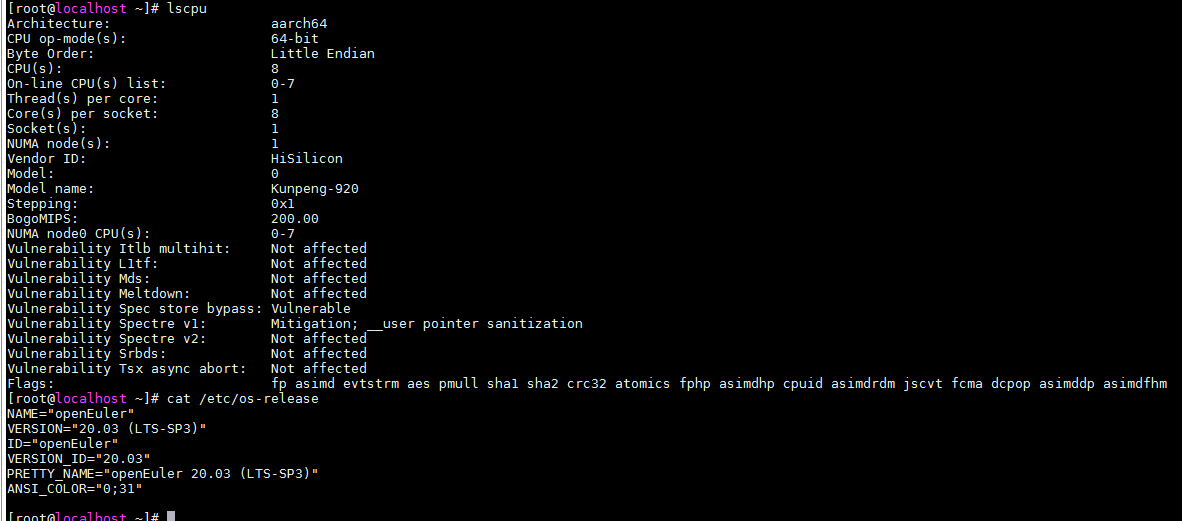 [root@localhost ~]# lscpu
Architecture: aarch64
CPU op-mode(s): 64-bit
Byte Order: Little Endian
CPU(s): 8
On-line CPU(s) list: 0-7
Thread(s) per core: 1
Core(s) per socket: 8
Socket(s): 1
NUMA node(s): 1
Vendor ID: HiSilicon
Model: 0
Model name: Kunpeng-920
Stepping: 0x1
BogoMIPS: 200.00
NUMA node0 CPU(s): 0-7
Vulnerability Itlb multihit: Not affected
Vulnerability L1tf: Not affected
Vulnerability Mds: Not affected
Vulnerability Meltdown: Not affected
Vulnerability Spec store bypass: Vulnerable
Vulnerability Spectre v1: Mitigation; __user pointer sanitization
Vulnerability Spectre v2: Not affected
Vulnerability Srbds: Not affected
Vulnerability Tsx async abort: Not affected
Flags: fp asimd evtstrm aes pmull sha1 sha2 crc32 atomics fphp asimdhp cpuid asimdrdm jscvt fcma dcpop asimddp asimdfhm
[root@localhost ~]# cat /etc/os-release
NAME="openEuler"
VERSION="20.03 (LTS-SP3)"
ID="openEuler"
VERSION_ID="20.03"
PRETTY_NAME="openEuler 20.03 (LTS-SP3)"
ANSI_COLOR="0;31"
[root@localhost ~]#